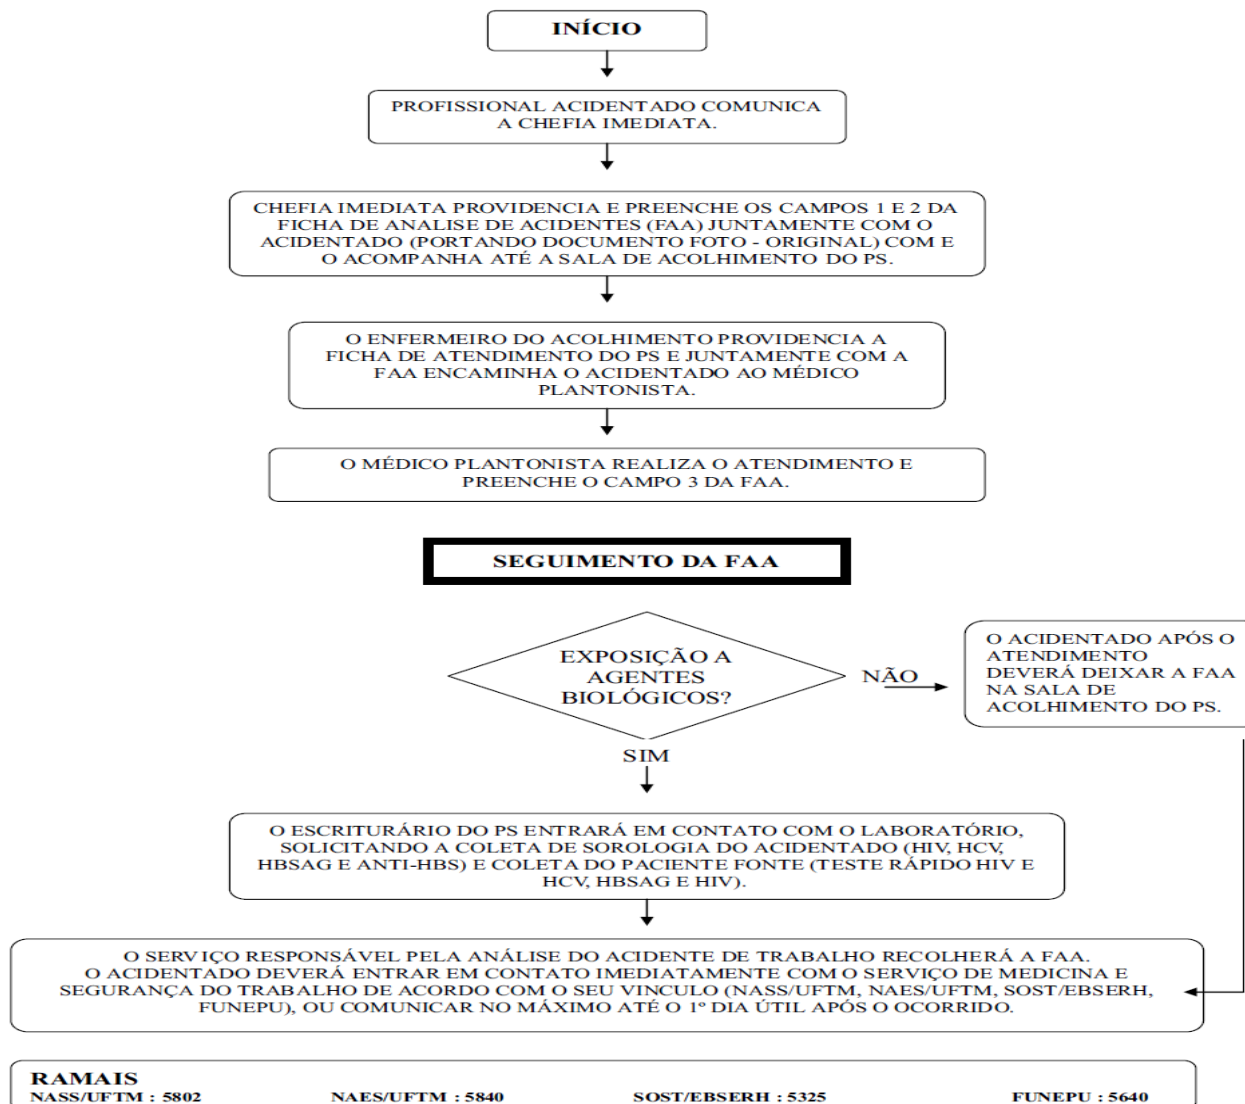 INÍCIO
PROFISSIONAL ACIDENTADO COMUNICA
A CHEFIA IMEDIATA.
CHEFIA IMEDIATA PROVIDENCIA E PREENCHE OS CAMPOS 1 E 2 DA
FICHA DE ANALISE DE ACIDENTES (FAA) JUNTAMENTE COM O
ACIDENTADO (PORTANDO DOCUMENTO FOTO - ORIGINAL) COM E
O ACOMPANHA ATÉ A SALA DE ACOLHIMENTO DO PS.
O ENFERMEIRO DO ACOLHIMENTO PROVIDENCIA A
FICHA DE ATENDIMENTO DO PS E JUNTAMENTE COM A
FAA ENCAMINHA O ACIDENTADO AO MÉDICO
PLANTONISTA.
O MÉDICO PLANTONISTA REALIZA O ATENDIMENTO E
PREENCHE O CAMPO 3 DA FAA.
SEGUIMENTO DA FAA
EXPOSIÇÃO A
AGENTES
BIOLÓGICOS?
NÃO
O ACIDENTADO APÓS O
ATENDIMENTO
DEVERÁ DEIXAR A FAA
NA SALA DE
ACOLHIMENTO DO PS.
SIM
O ESCRITURÁRIO DO PS ENTRARÁ EM CONTATO COM O LABORATÓRIO,
SOLICITANDO A COLETA DE SOROLOGIA DO ACIDENTADO (HIV, HCV,
HBSAG E ANTI-HBS) E COLETA DO PACIENTE FONTE (TESTE RÁPIDO HIV E
HCV, HBSAG E HIV).
O SERVIÇO RESPONSÁVEL PELA ANÁLISE DO ACIDENTE DE TRABALHO RECOLHERÁ A FAA.
O ACIDENTADO DEVERÁ ENTRAR EM CONTATO IMEDIATAMENTE COM O SERVIÇO DE MEDICINA E
SEGURANÇA DO TRABALHO DE ACORDO COM O SEU VINCULO (NASS/UFTM, NAES/UFTM, SOST/EBSERH,
FUNEPU), OU COMUNICAR NO MÁXIMO ATÉ O 1º DIA ÚTIL APÓS O OCORRIDO.
RAMAIS
NASS/UFTM : 5802 NAES/UFTM : 5840 SOST/EBSERH : 5325 FUNEPU : 5640